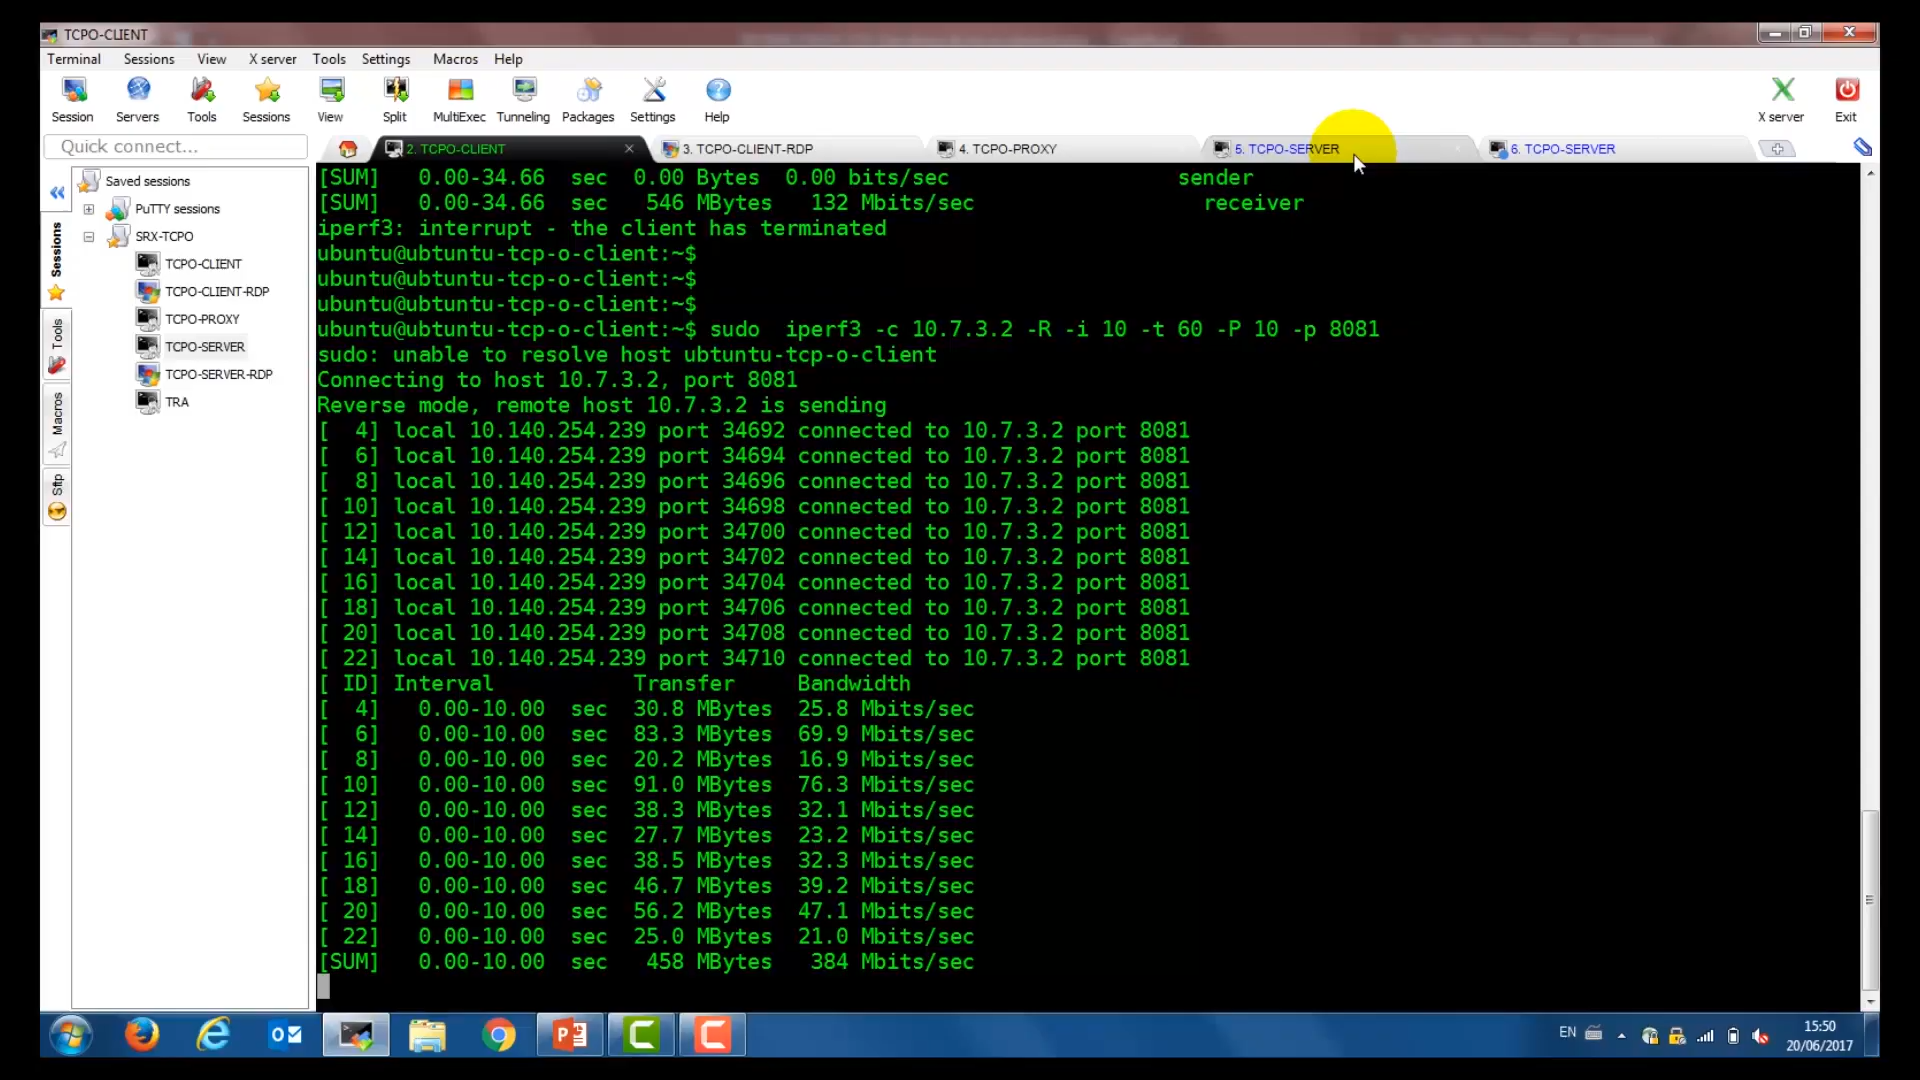 TCPO-CLIENT
Terminal Sessions View X server Tools Settings Macros Help
Session Servers Tools Sessions View Split MultiExec Tunneling Packages Settings Help X server Exit
Quick connect...
2. TCPO-CLIENT 3. TCPO-CLIENT-RDP 4. TCPO-PROXY 5. TCPO-SERVER 6. TCPO-SERVER
Sessions
Tools
Macros
Sftp
Saved sessions
PuTTY sessions
SRX-TCPO
TCPO-CLIENT
TCPO-CLIENT-RDP
TCPO-PROXY
TCPO-SERVER
TCPO-SERVER-RDP
TRA
[SUM] 0.00-34.66 sec 0.00 Bytes 0.00 bits/sec sender
[SUM] 0.00-34.66 sec 546 MBytes 132 Mbits/sec receiver
iperf3: interrupt - the client has terminated
ubuntu@ubtuntu-tcp-o-client:~$
ubuntu@ubtuntu-tcp-o-client:~$
ubuntu@ubtuntu-tcp-o-client:~$
ubuntu@ubtuntu-tcp-o-client:~$ sudo iperf3 -c 10.7.3.2 -R -i 10 -t 60 -P 10 -p 8081
sudo: unable to resolve host ubtuntu-tcp-o-client
Connecting to host 10.7.3.2, port 8081
Reverse mode, remote host 10.7.3.2 is sending
[ 4] local 10.140.254.239 port 34692 connected to 10.7.3.2 port 8081
[ 6] local 10.140.254.239 port 34694 connected to 10.7.3.2 port 8081
[ 8] local 10.140.254.239 port 34696 connected to 10.7.3.2 port 8081
[ 10] local 10.140.254.239 port 34698 connected to 10.7.3.2 port 8081
[ 12] local 10.140.254.239 port 34700 connected to 10.7.3.2 port 8081
[ 14] local 10.140.254.239 port 34702 connected to 10.7.3.2 port 8081
[ 16] local 10.140.254.239 port 34704 connected to 10.7.3.2 port 8081
[ 18] local 10.140.254.239 port 34706 connected to 10.7.3.2 port 8081
[ 20] local 10.140.254.239 port 34708 connected to 10.7.3.2 port 8081
[ 22] local 10.140.254.239 port 34710 connected to 10.7.3.2 port 8081
[ ID] Interval Transfer Bandwidth
[ 4] 0.00-10.00 sec 30.8 MBytes 25.8 Mbits/sec
[ 6] 0.00-10.00 sec 83.3 MBytes 69.9 Mbits/sec
[ 8] 0.00-10.00 sec 20.2 MBytes 16.9 Mbits/sec
[ 10] 0.00-10.00 sec 91.0 MBytes 76.3 Mbits/sec
[ 12] 0.00-10.00 sec 38.3 MBytes 32.1 Mbits/sec
[ 14] 0.00-10.00 sec 27.7 MBytes 23.2 Mbits/sec
[ 16] 0.00-10.00 sec 38.5 MBytes 32.3 Mbits/sec
[ 18] 0.00-10.00 sec 46.7 MBytes 39.2 Mbits/sec
[ 20] 0.00-10.00 sec 56.2 MBytes 47.1 Mbits/sec
[ 22] 0.00-10.00 sec 25.0 MBytes 21.0 Mbits/sec
[SUM] 0.00-10.00 sec 458 MBytes 384 Mbits/sec
EN
15:50
20/06/2017